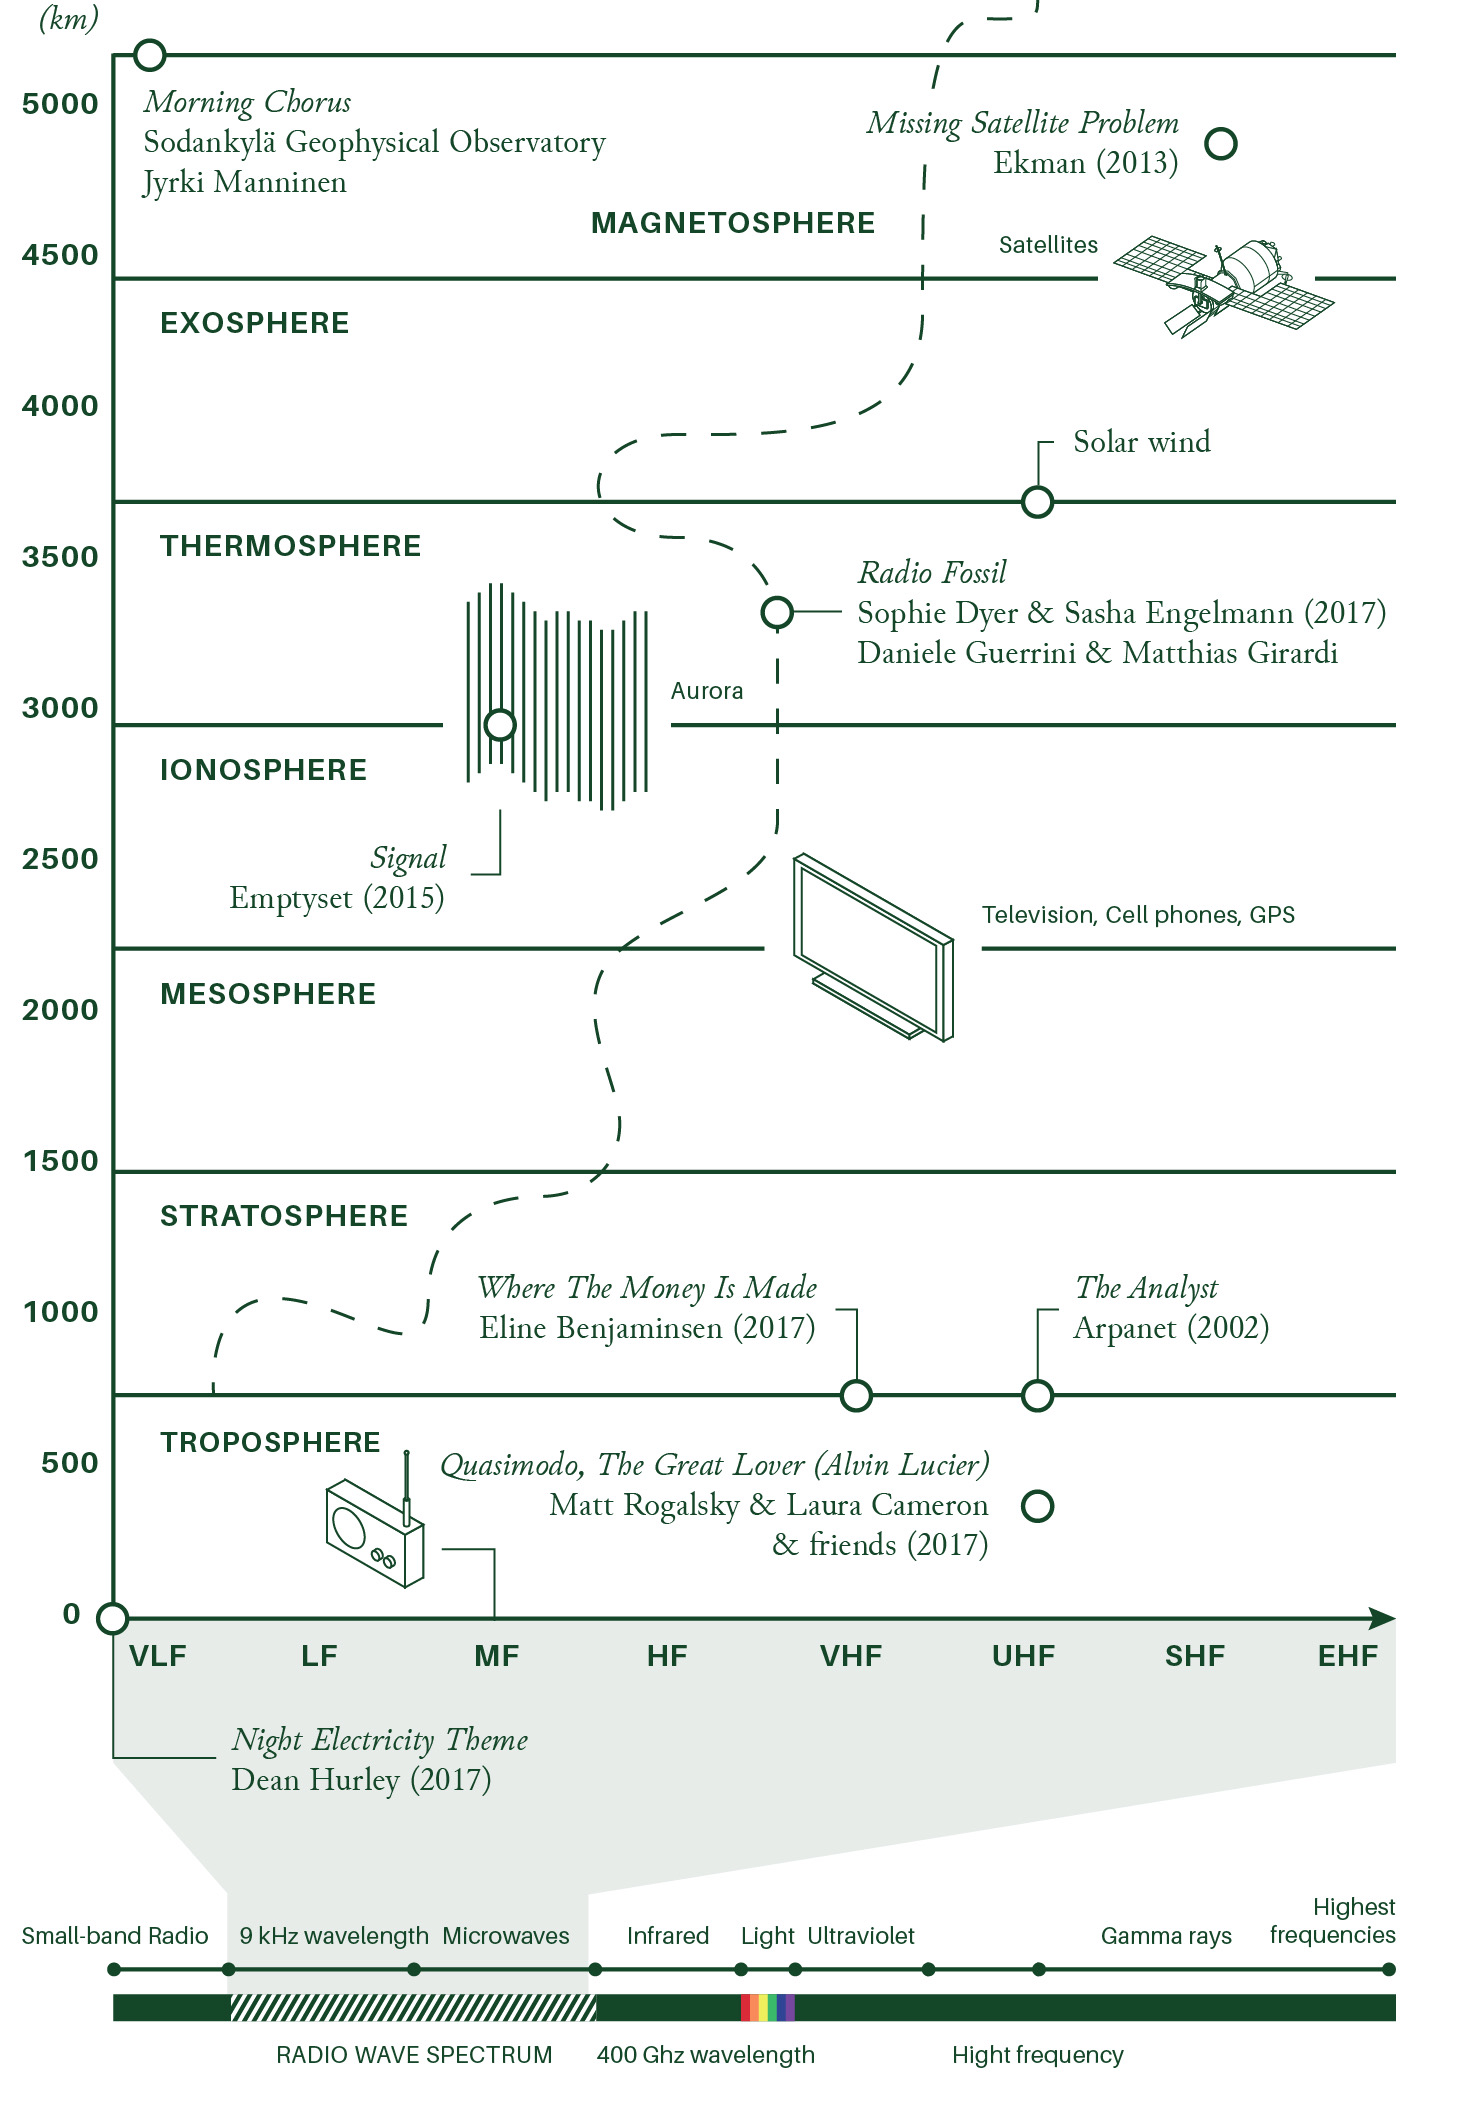 (km)
5000
Morning Chorus
Sodankylä Geophysical Observatory
Jyrki Manninen
Missing Satellite Problem
Ekman (2013)
MAGNETOSPHERE
Satellites
4500
EXOSPHERE
4000
Solar wind
THERMOSPHERE
3500
Radio Fossil
Sophie Dyer & Sasha Engelmann (2017)
Daniele Guerrini & Matthias Girardi
Aurora
3000
IONOSPHERE
2500
Signal
Emptyset (2015)
Television, Cell phones, GPS
MESOSPHERE
2000
1500
STRATOSPHERE
Where The Money Is Made
Eline Benjaminsen (2017)
The Analyst
Arpanet (2002)
1000
TROPOSPHERE
500
Quasimodo, The Great Lover (Alvin Lucier)
Matt Rogalsky & Laura Cameron
& friends (2017)
0
VLF LF MF HF VHF UHF SHF EHF
Night Electricity Theme
Dean Hurley (2017)
Small-band Radio
9 kHz wavelength
Microwaves
Infrared
Light
Ultraviolet
Gamma rays
Highest
frequencies
RADIO WAVE SPECTRUM
400 Ghz wavelength
Hight frequency